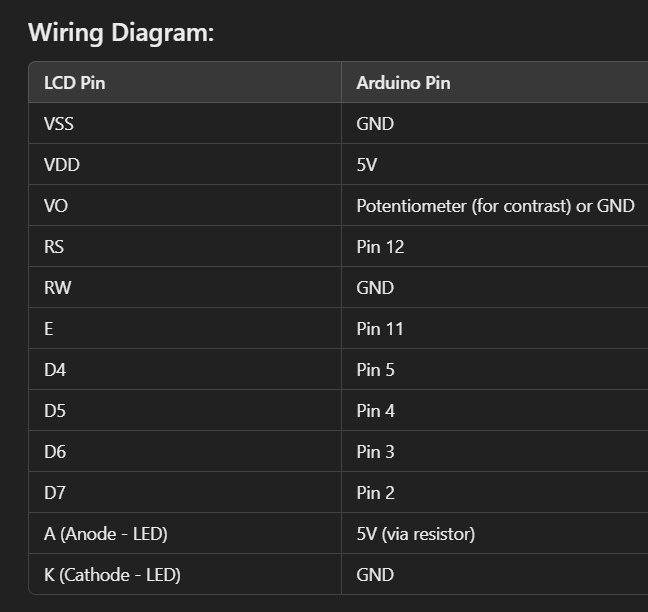 Wiring Diagram:
LCD Pin Arduino Pin
VSS GND
VDD 5V
VO Potentiometer (for contrast) or GND
RS Pin 12
RW GND
E Pin 11
D4 Pin 5
D5 Pin 4
D6 Pin 3
D7 Pin 2
A (Anode - LED) 5V (via resistor)
K (Cathode - LED) GND